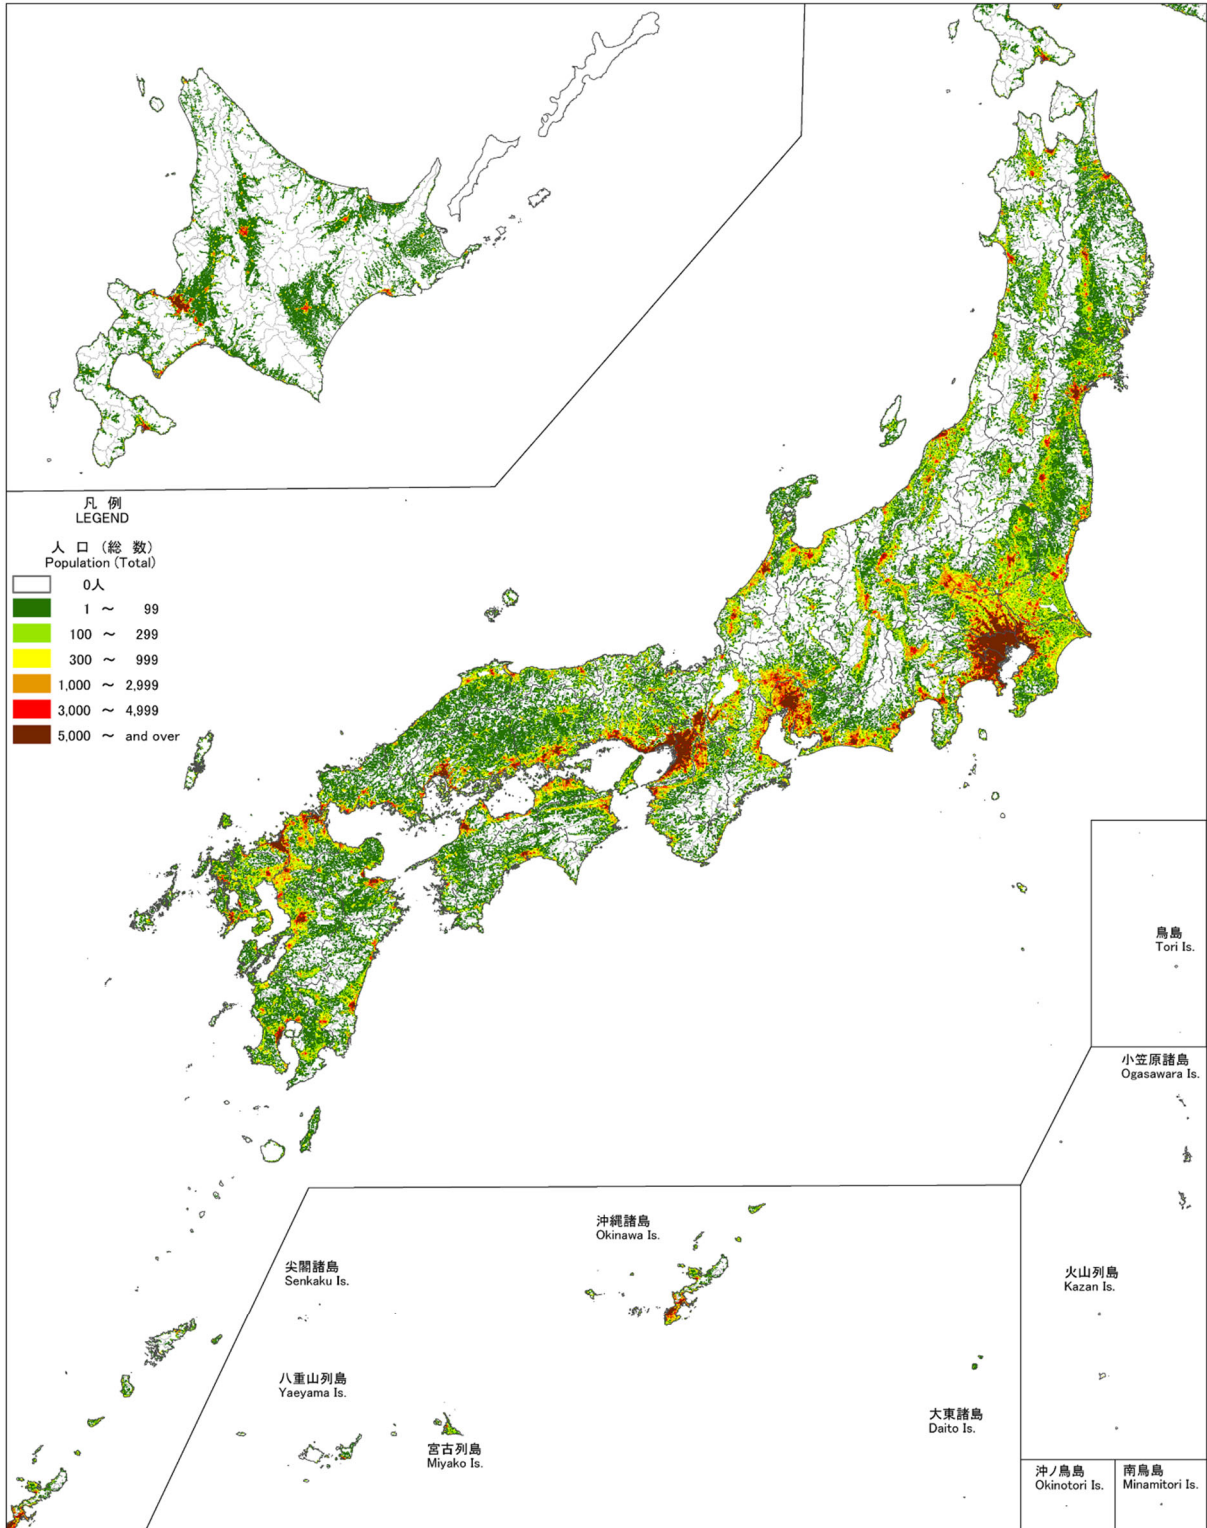 凡 例
LEGEND
人 口 (総 数)
Population (Total)
0人
1 ~ 99
100 ~ 299
300 ~ 999
1,000 ~ 2,999
3,000 ~ 4,999
5,000 ~ and over
鳥島
Tori Is.
小笠原諸島
Ogasawara Is.
沖縄諸島
Okinawa Is.
尖閣諸島
Senkaku Is.
火山列島
Kazan Is.
八重山列島
Yaeyama Is.
宮古列島
Miyako Is.
大東諸島
Daito Is.
沖ノ鳥島
Okinotori Is.
南鳥島
Minamitori Is.